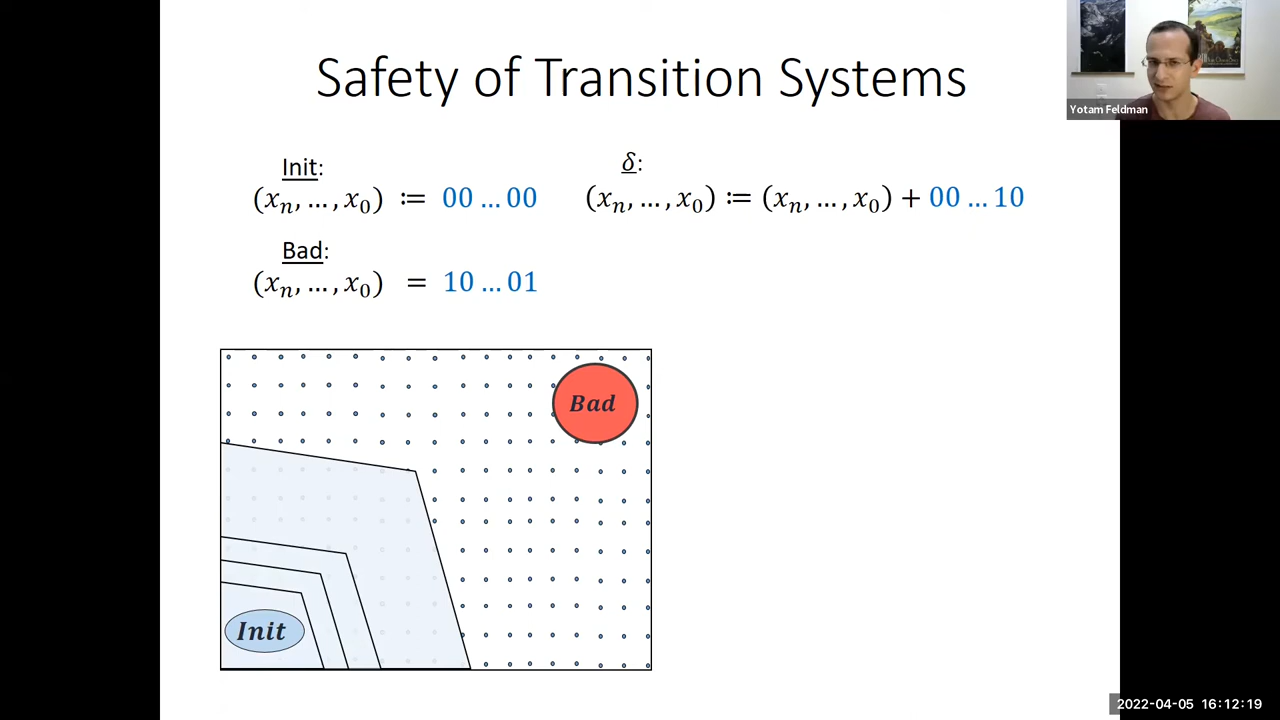 Safety of Transition Systems
Yotam Feldman
Init:
(xₙ, …, x₀) ≔ 00 … 00
δ:
(xₙ, …, x₀) ≔ (xₙ, …, x₀) + 00 … 10
Bad:
(xₙ, …, x₀) = 10 … 01
Bad
Init
2022-04-05 16:12:19